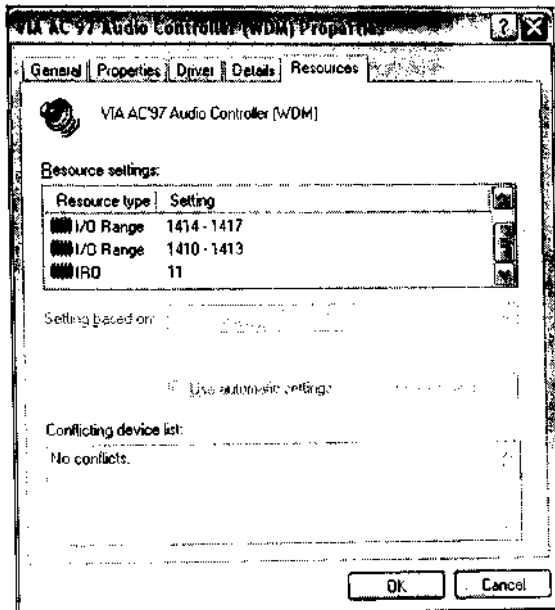 VIA AC'97 Audio Controller (WDM) Properties
General Properties Driver Details Resources
VIA AC'97 Audio Controller (WDM)
Resource settings:
Resource type Setting
I/O Range 1414 - 1417
I/O Range 1410 - 1413
IRQ 11
Setting based on:
Use automatic settings
Conflicting device list:
No conflicts.
OK Cancel